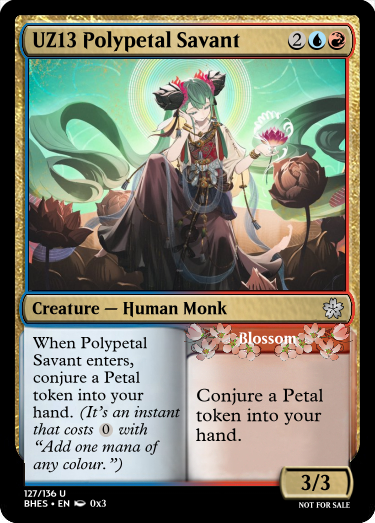 UZ13 Polypetal Savant 2
Creature — Human Monk
When Polypetal
Savant enters,
conjure a Petal
token into your
hand. (It's an instant
that costs 0 with
“Add one mana of
any colour.”)
Blossom
Conjure a Petal
token into your
hand.
3/3
127/136 U
BHES • EN 0x3
NOT FOR SALE